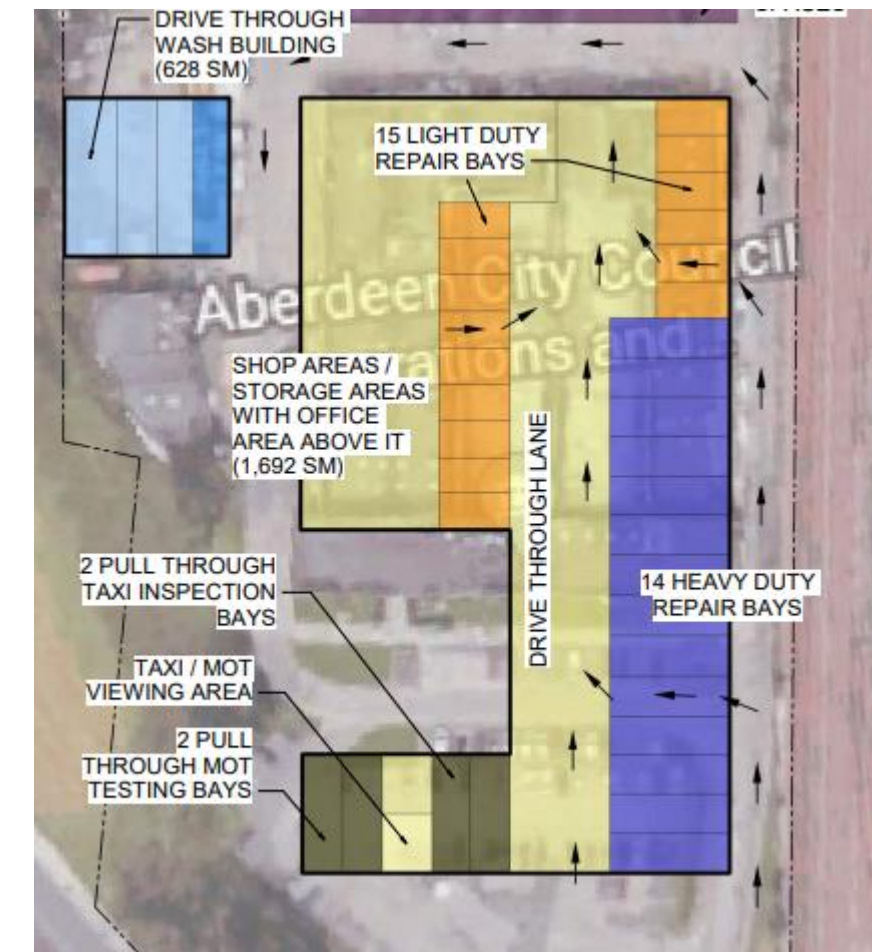 DRIVE THROUGH
WASH BUILDING
(628 SM)
15 LIGHT DUTY
REPAIR BAYS
Aberdeen City Council
SHOP AREAS /
STORAGE AREAS
WITH OFFICE
AREA ABOVE IT
(1,692 SM)
DRIVE THROUGH LANE
2 PULL THROUGH
TAXI INSPECTION
BAYS
14 HEAVY DUTY
REPAIR BAYS
TAXI / MOT
VIEWING AREA
2 PULL
THROUGH MOT
TESTING BAYS